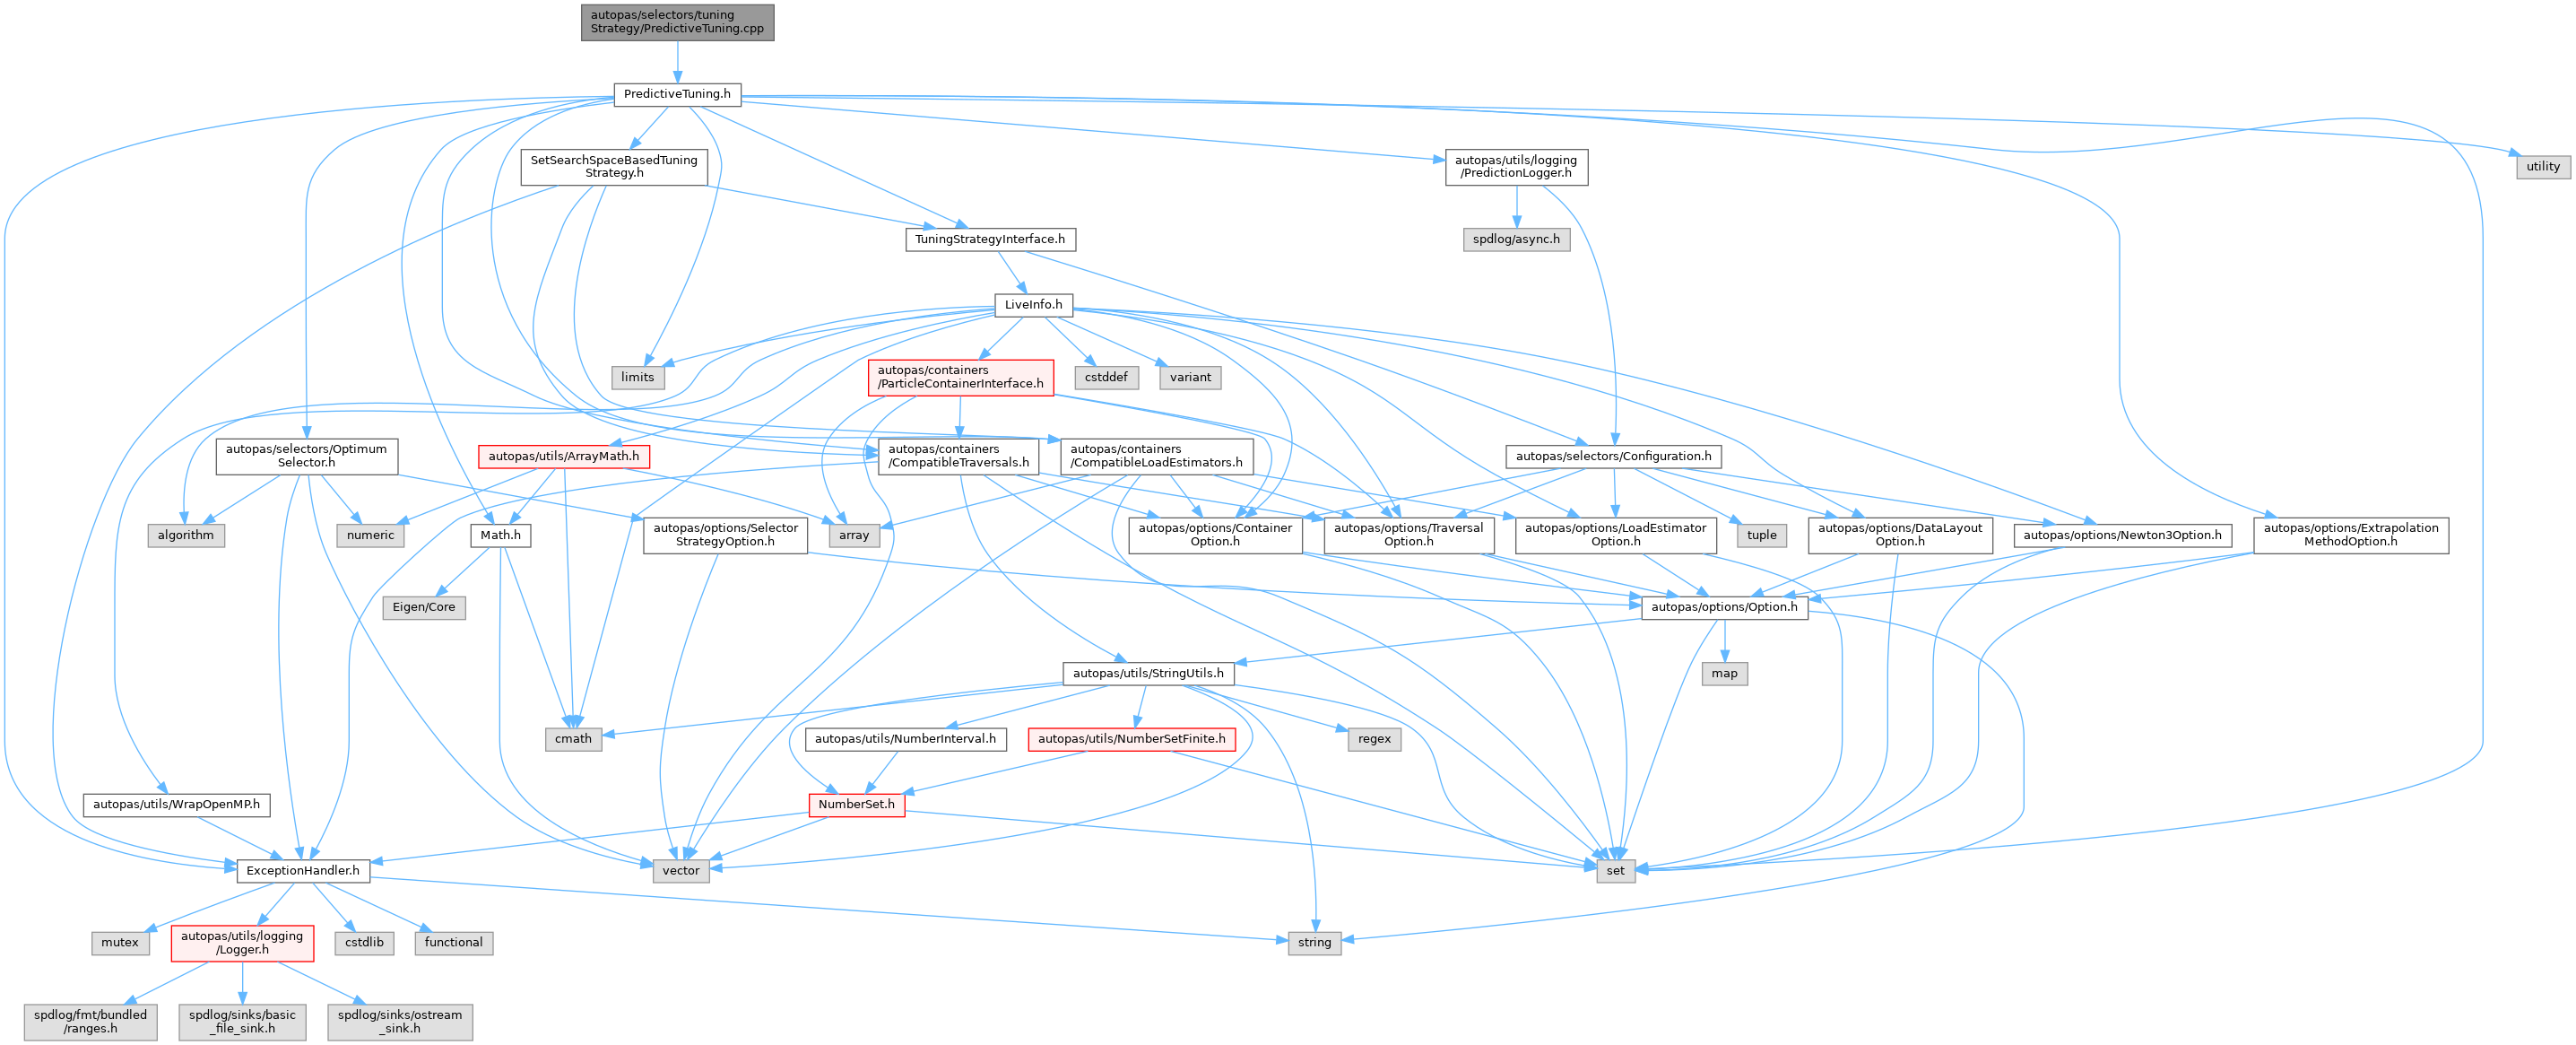 autopas/selectors/tuning
Strategy/PredictiveTuning.cpp
PredictiveTuning.h
SetSearchSpaceBasedTuning
Strategy.h
autopas/utils/logging
/PredictionLogger.h
utility
TuningStrategyInterface.h
spdlog/async.h
LiveInfo.h
limits
autopas/containers
/ParticleContainerInterface.h
cstddef
variant
autopas/selectors/Optimum
Selector.h
autopas/utils/ArrayMath.h
autopas/containers
/CompatibleTraversals.h
autopas/containers
/CompatibleLoadEstimators.h
autopas/selectors/Configuration.h
algorithm
numeric
Math.h
autopas/options/Selector
StrategyOption.h
array
autopas/options/Container
Option.h
autopas/options/Traversal
Option.h
autopas/options/LoadEstimator
Option.h
tuple
autopas/options/DataLayout
Option.h
autopas/options/Newton3Option.h
autopas/options/Extrapolation
MethodOption.h
Eigen/Core
autopas/options/Option.h
autopas/utils/StringUtils.h
map
cmath
autopas/utils/NumberInterval.h
autopas/utils/NumberSetFinite.h
regex
autopas/utils/WrapOpenMP.h
NumberSet.h
ExceptionHandler.h
vector
set
mutex
autopas/utils/logging
/Logger.h
cstdlib
functional
string
spdlog/fmt/bundled
/ranges.h
spdlog/sinks/basic
_file_sink.h
spdlog/sinks/ostream
_sink.h